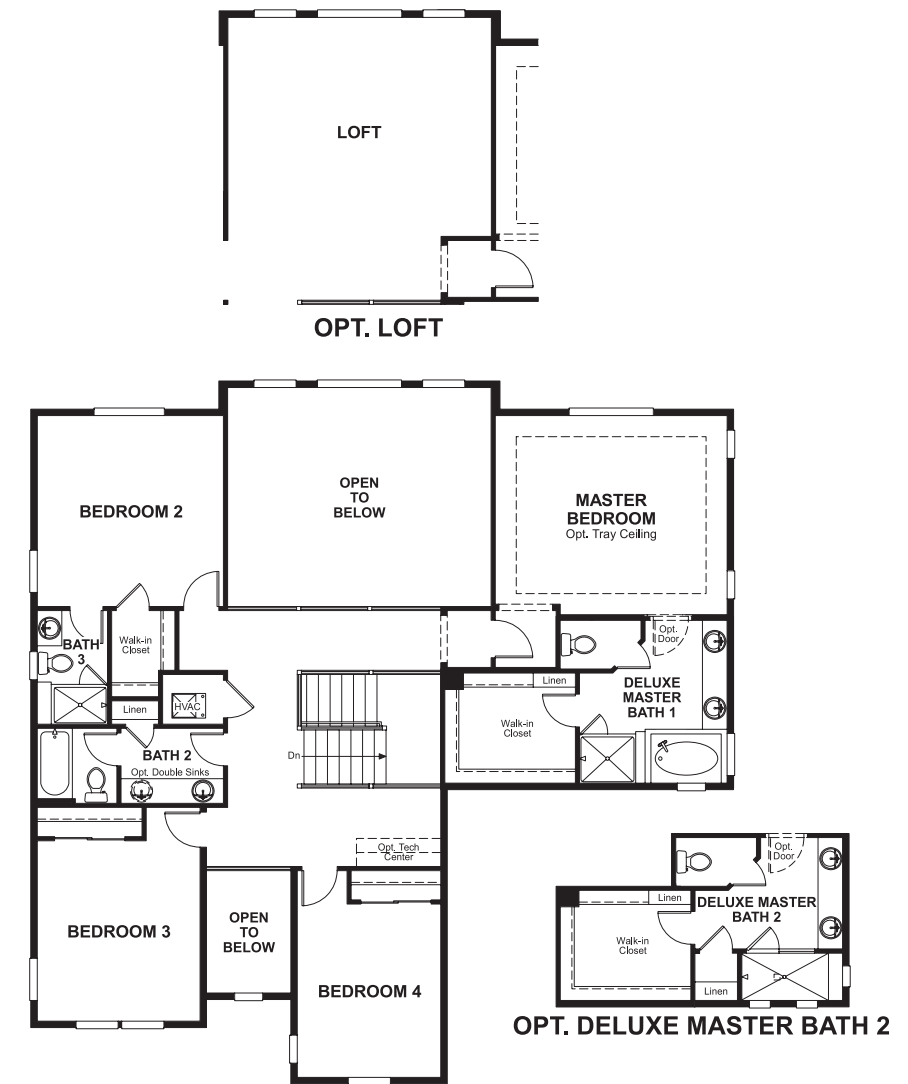 LOFT
OPT. LOFT
BEDROOM 2
OPEN
TO
BELOW
MASTER
BEDROOM
Opt. Tray Ceiling
BATH
3
Walk-in
Closet
Opt.
Door
Linen
HVAC
Linen
DELUXE
MASTER
BATH 1
Walk-in
Closet
BATH 2
Opt. Double Sinks
Dn
Opt. Tech
Center
Opt.
Door
BEDROOM 3
OPEN
TO
BELOW
BEDROOM 4
Linen
DELUXE MASTER
BATH 2
Walk-in
Closet
Linen
OPT. DELUXE MASTER BATH 2